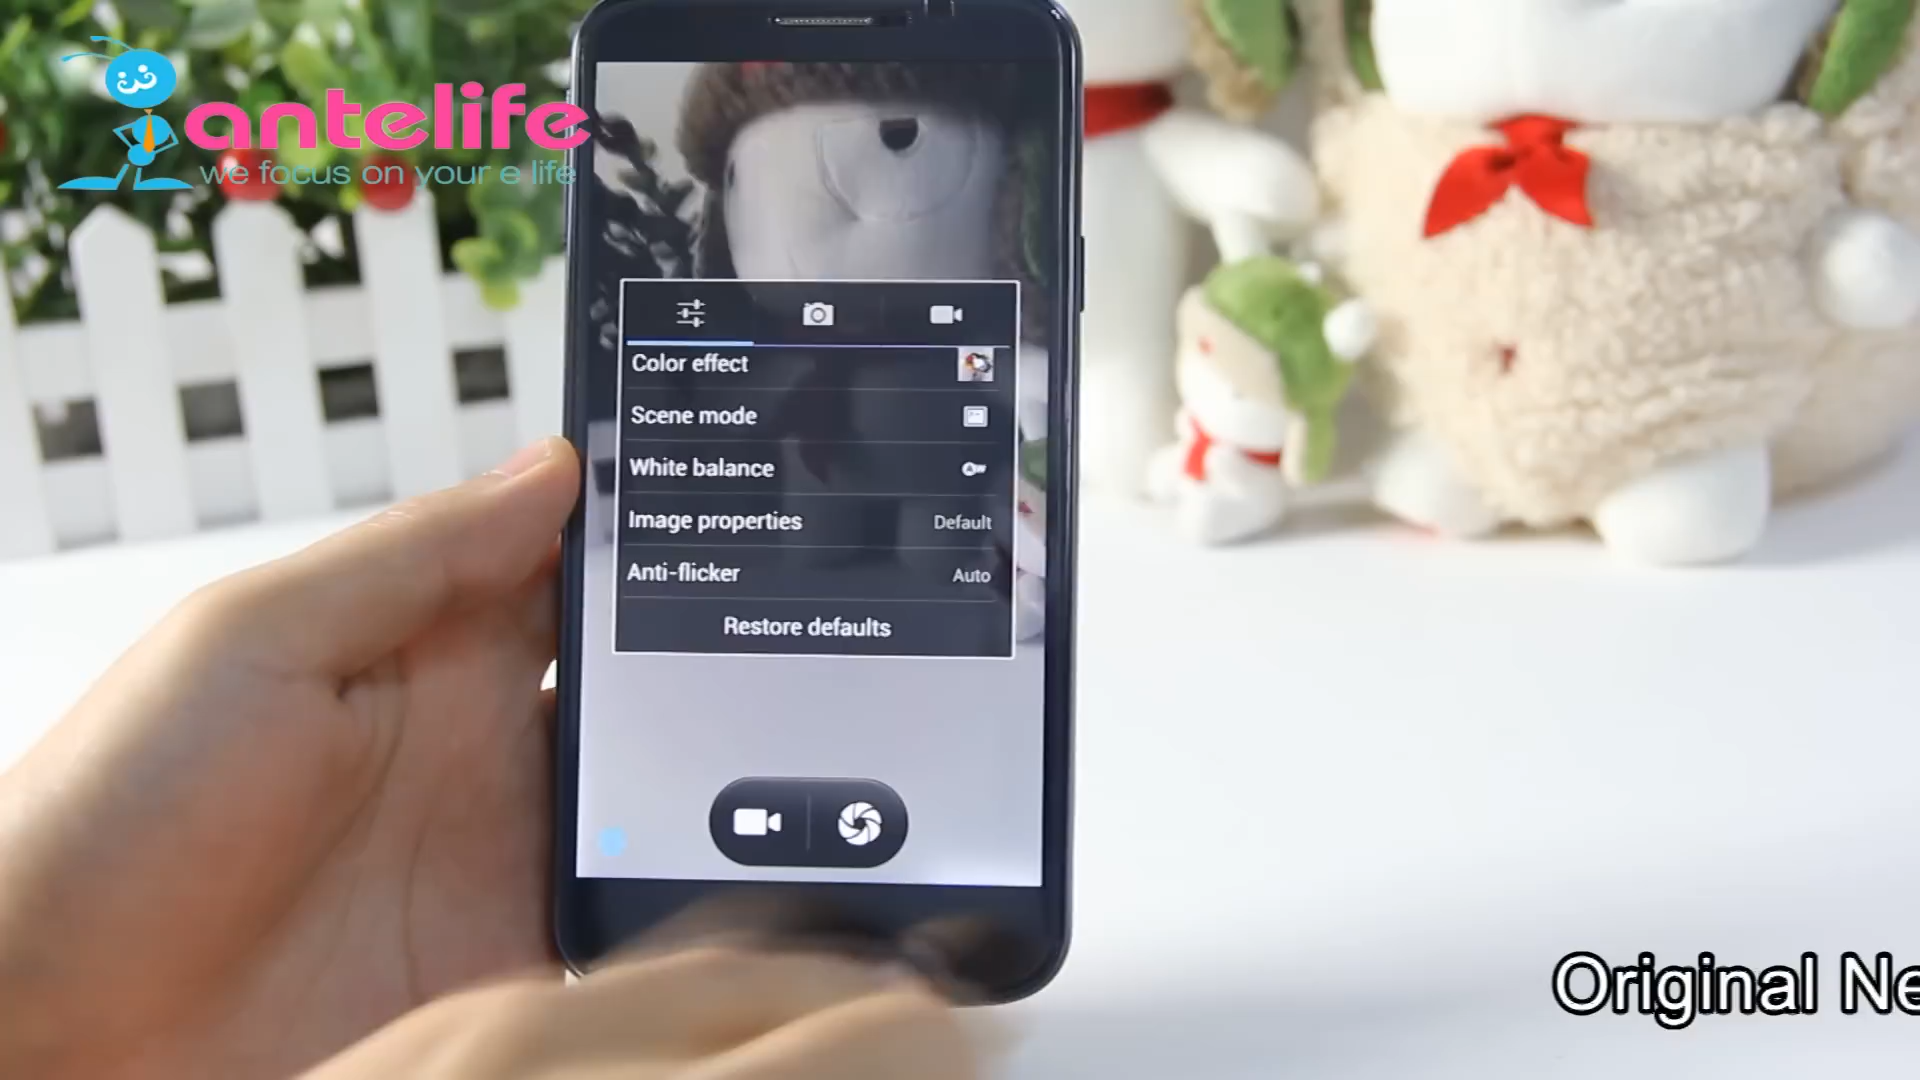 antelife
we focus on your e life
Color effect
Scene mode
White balance
Image properties Default
Anti-flicker Auto
Restore defaults
Original Ne